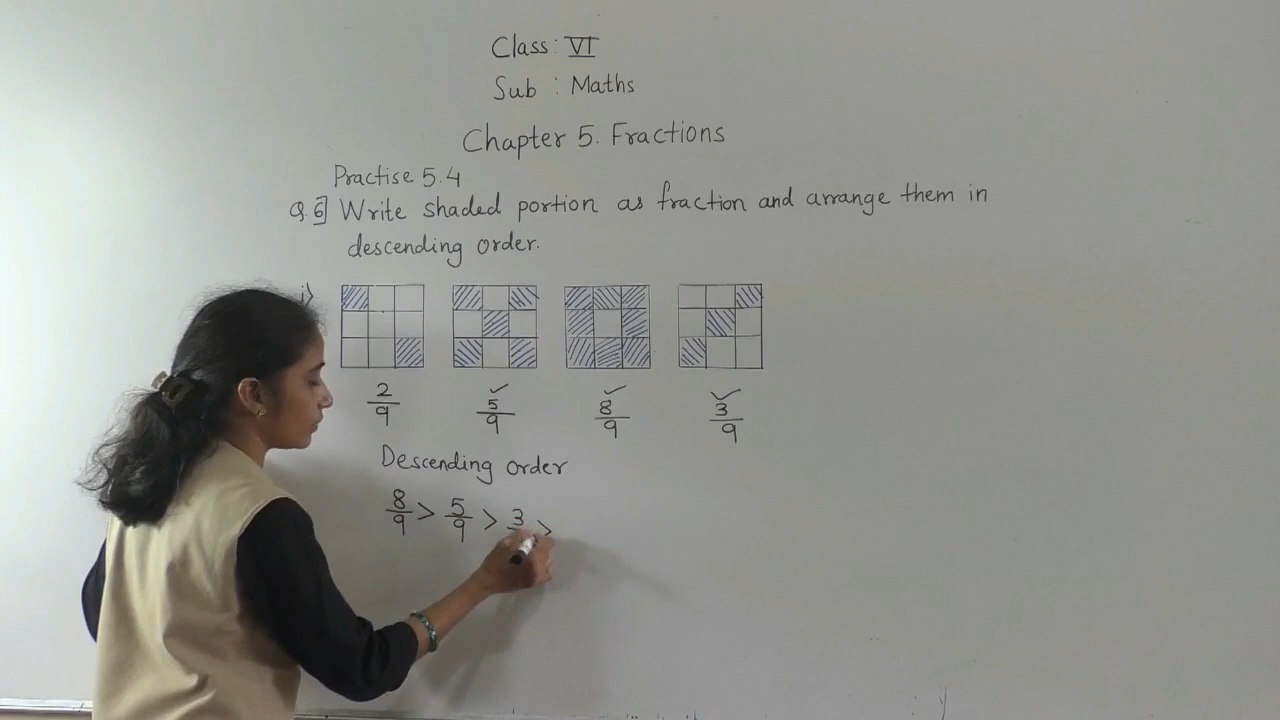 Class: VI
Sub : Maths
Chapter 5. Fractions
Practise 5.4
Q.6] Write shaded portion as fraction and arrange them in
descending order.
i)
2/9 5/9 8/9 3/9
Descending order
8/9 > 5/9 > 3 >